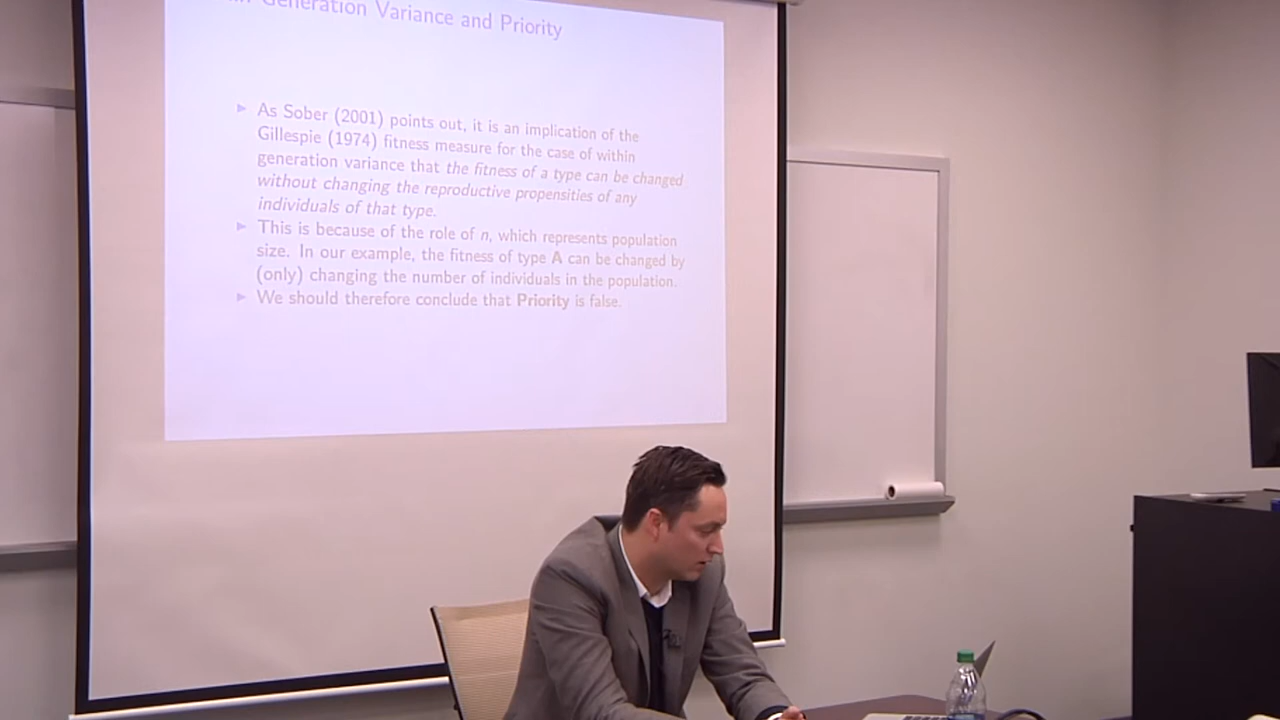 Generation Variance and Priority
As Sober (2001) points out, it is an implication of the
Gillespie (1974) fitness measure for the case of within
generation variance that the fitness of a type can be changed
without changing the reproductive propensities of any
individuals of that type.
This is because of the role of n, which represents population
size. In our example, the fitness of type A can be changed by
(only) changing the number of individuals in the population.
We should therefore conclude that Priority is false.